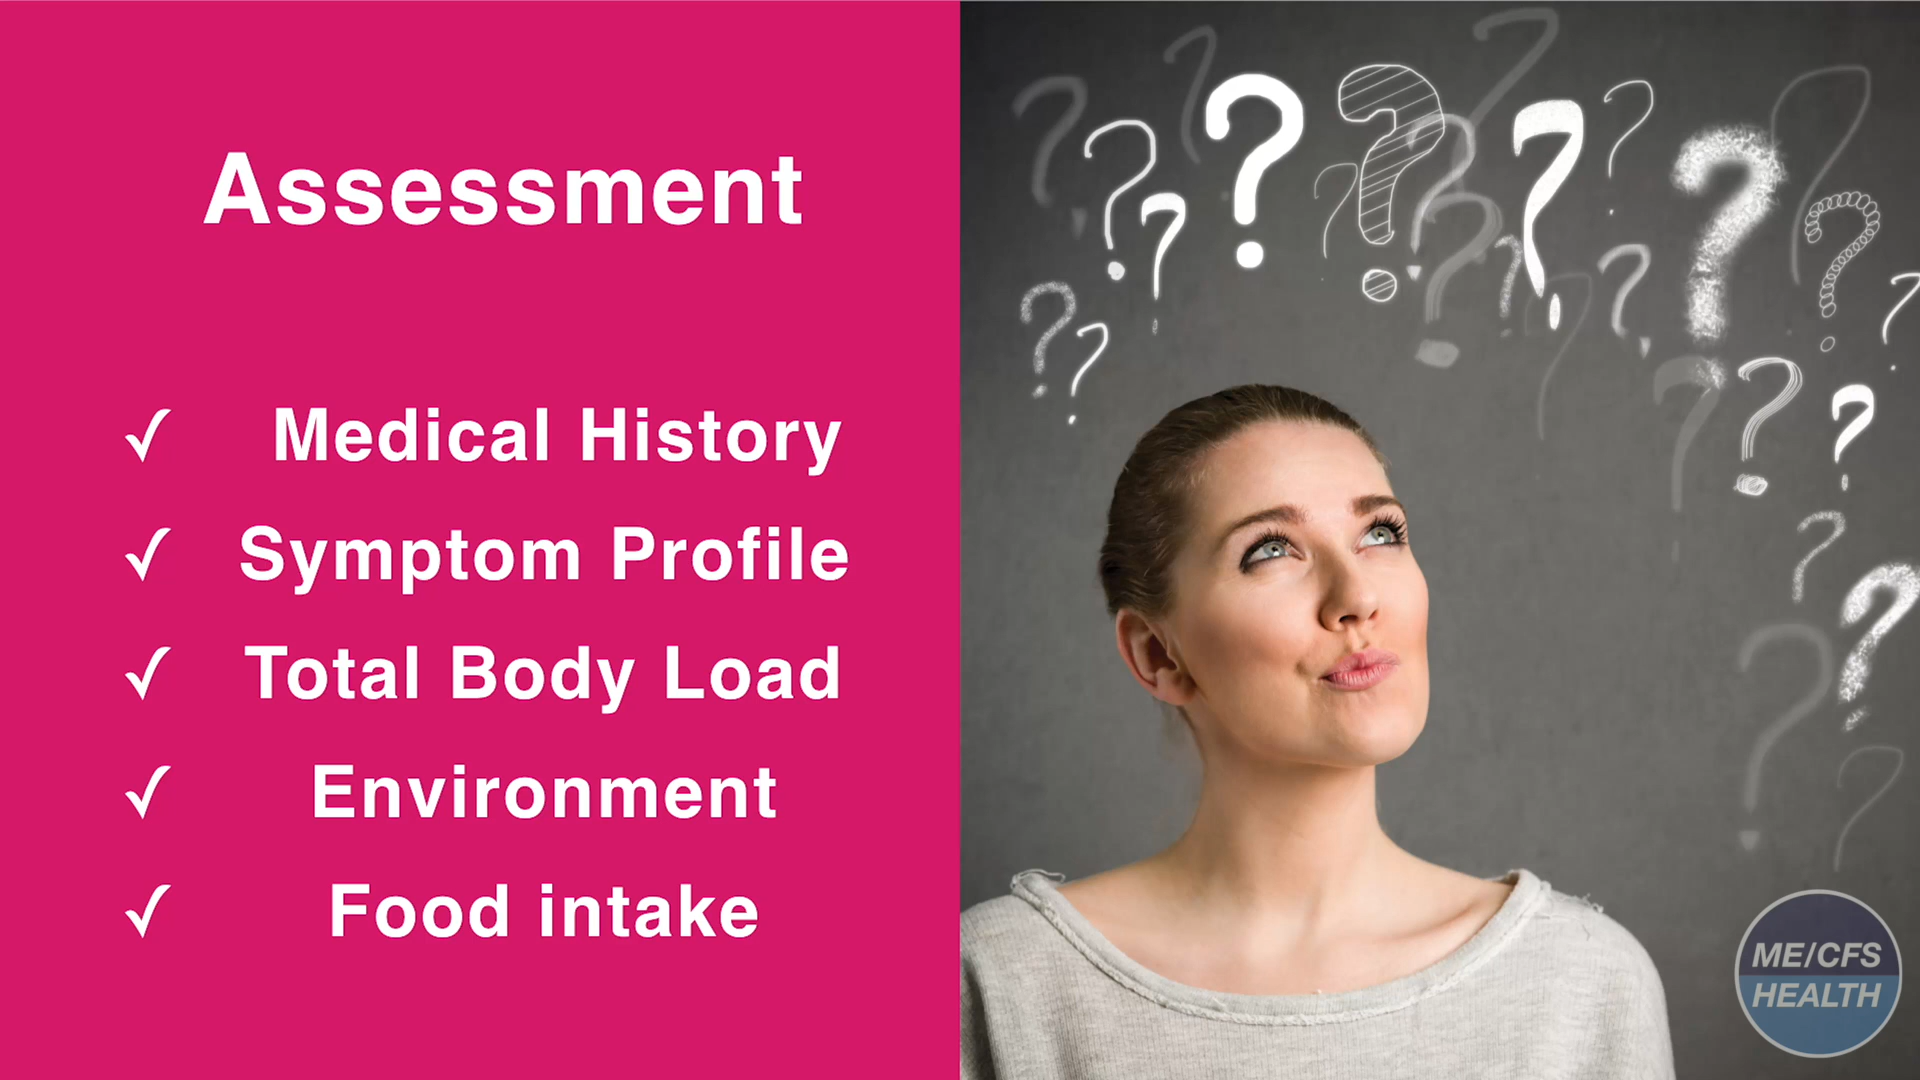 Assessment
✓ Medical History
✓ Symptom Profile
✓ Total Body Load
✓ Environment
✓ Food intake
ME/CFS
HEALTH